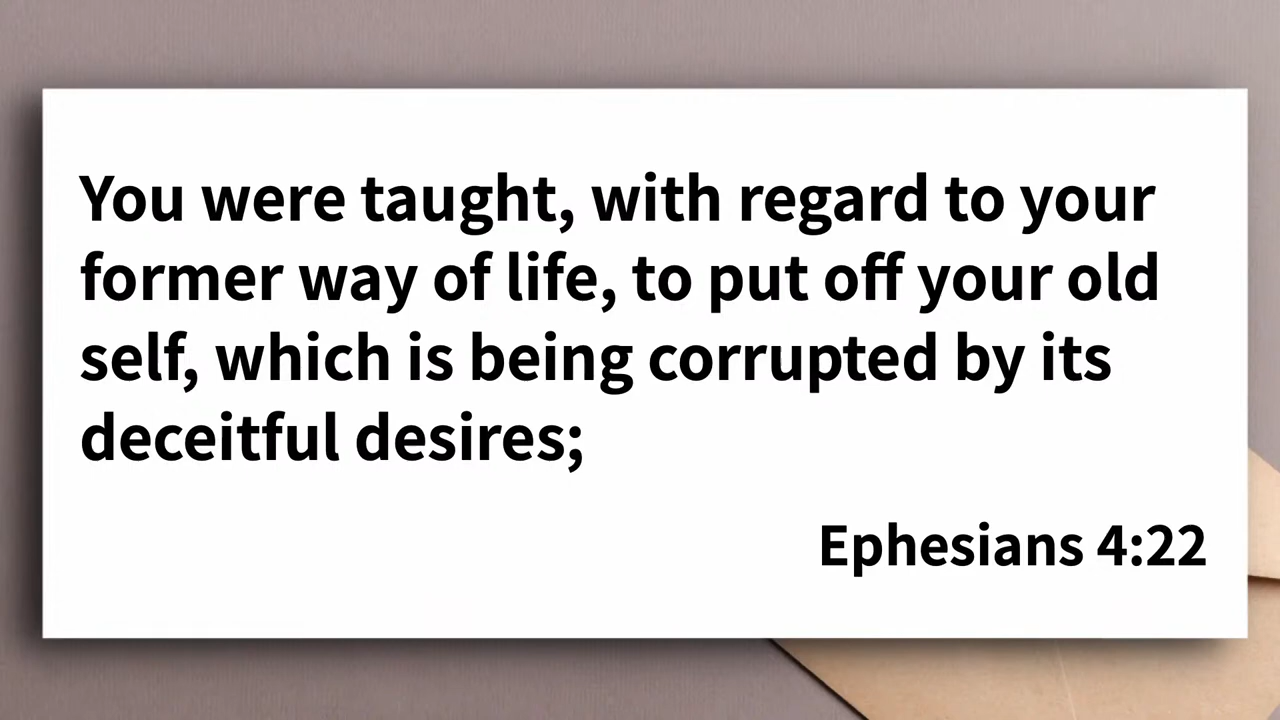 You were taught, with regard to your
former way of life, to put off your old
self, which is being corrupted by its
deceitful desires;
Ephesians 4:22